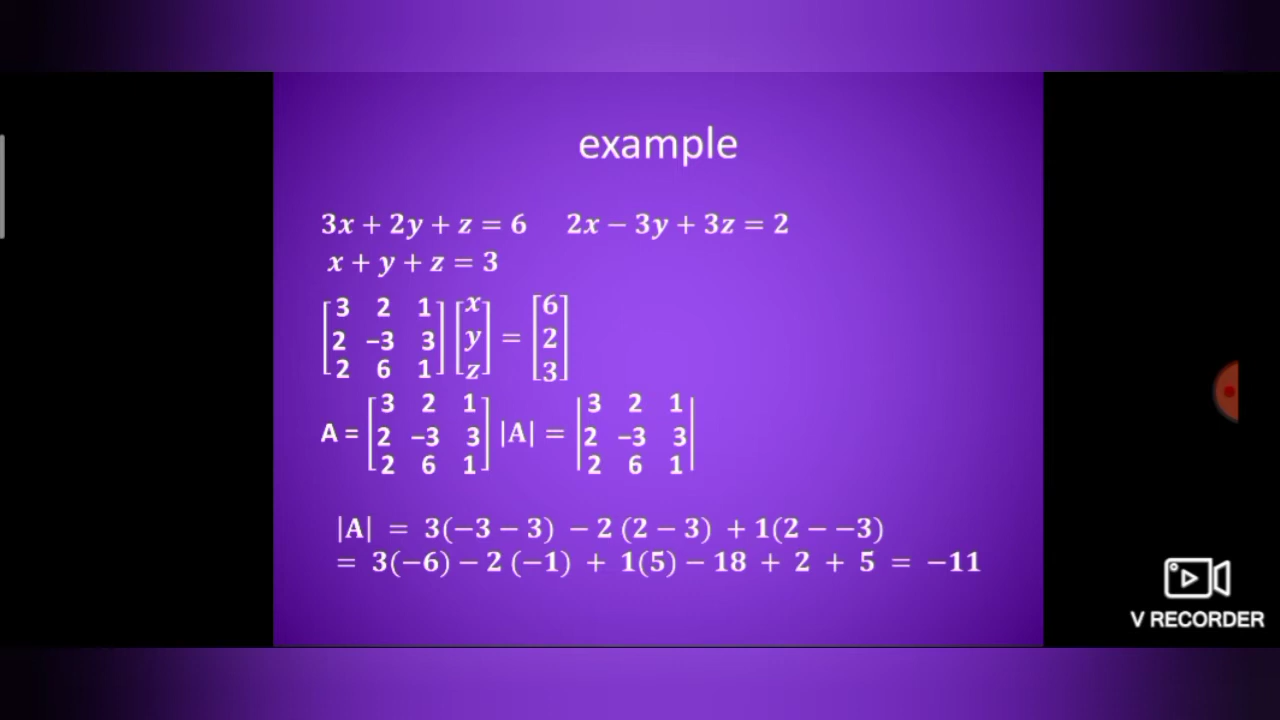 example
3x + 2y + z = 6 2x − 3y + 3z = 2
x + y + z = 3
[3 2 1] [x] [6]
[2 −3 3] [y] = [2]
[2 6 1] [z] [3]
[3 2 1] |3 2 1|
A = [2 −3 3] |A| = |2 −3 3|
[2 6 1] |2 6 1|
|A| = 3(−3 − 3) − 2 (2 − 3) + 1(2 − −3)
= 3(−6) − 2 (−1) + 1(5) − 18 + 2 + 5 = −11
V RECORDER